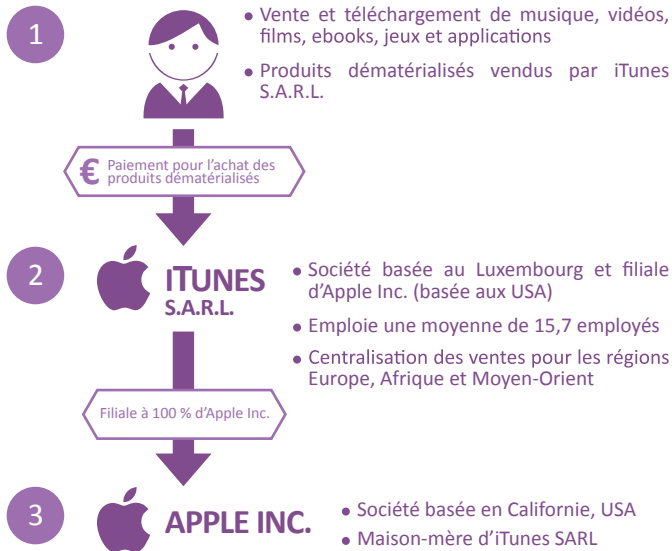 1
• Vente et téléchargement de musique, vidéos,
films, ebooks, jeux et applications
• Produits dématérialisés vendus par iTunes
S.A.R.L.
€ Paiement pour l'achat des
produits dématérialisés
2
ITUNES
S.A.R.L.
• Société basée au Luxembourg et filiale
d'Apple Inc. (basée aux USA)
• Emploie une moyenne de 15,7 employés
• Centralisation des ventes pour les régions
Europe, Afrique et Moyen-Orient
Filiale à 100 % d'Apple Inc.
3
APPLE INC.
• Société basée en Californie, USA
• Maison-mère d'iTunes SARL